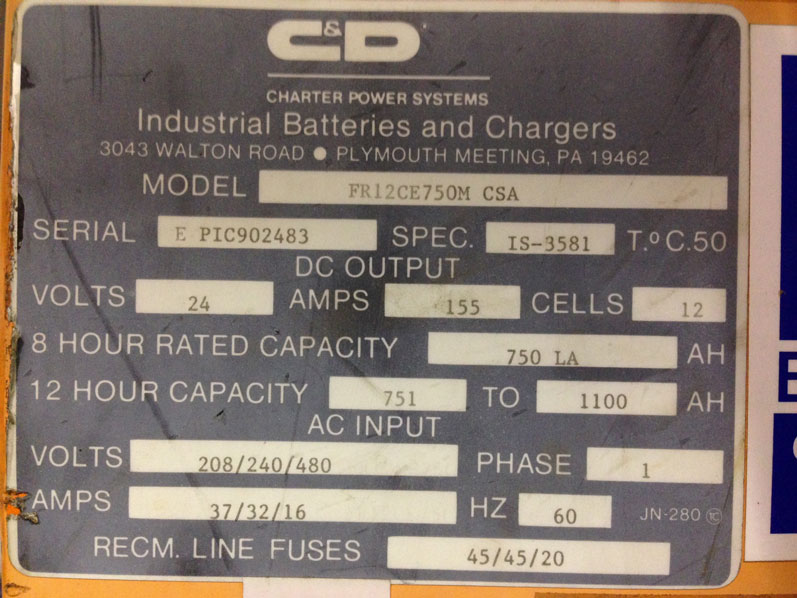 C&D
CHARTER POWER SYSTEMS
Industrial Batteries and Chargers
3043 WALTON ROAD ● PLYMOUTH MEETING, PA 19462
MODEL FR12CE750M CSA
SERIAL E PIC902483 SPEC. IS-3581 T.º C.50
DC OUTPUT
VOLTS 24 AMPS 155 CELLS 12
8 HOUR RATED CAPACITY 750 LA AH
12 HOUR CAPACITY 751 TO 1100 AH
AC INPUT
VOLTS 208/240/480 PHASE 1
AMPS 37/32/16 HZ 60 JN-280
RECM. LINE FUSES 45/45/20